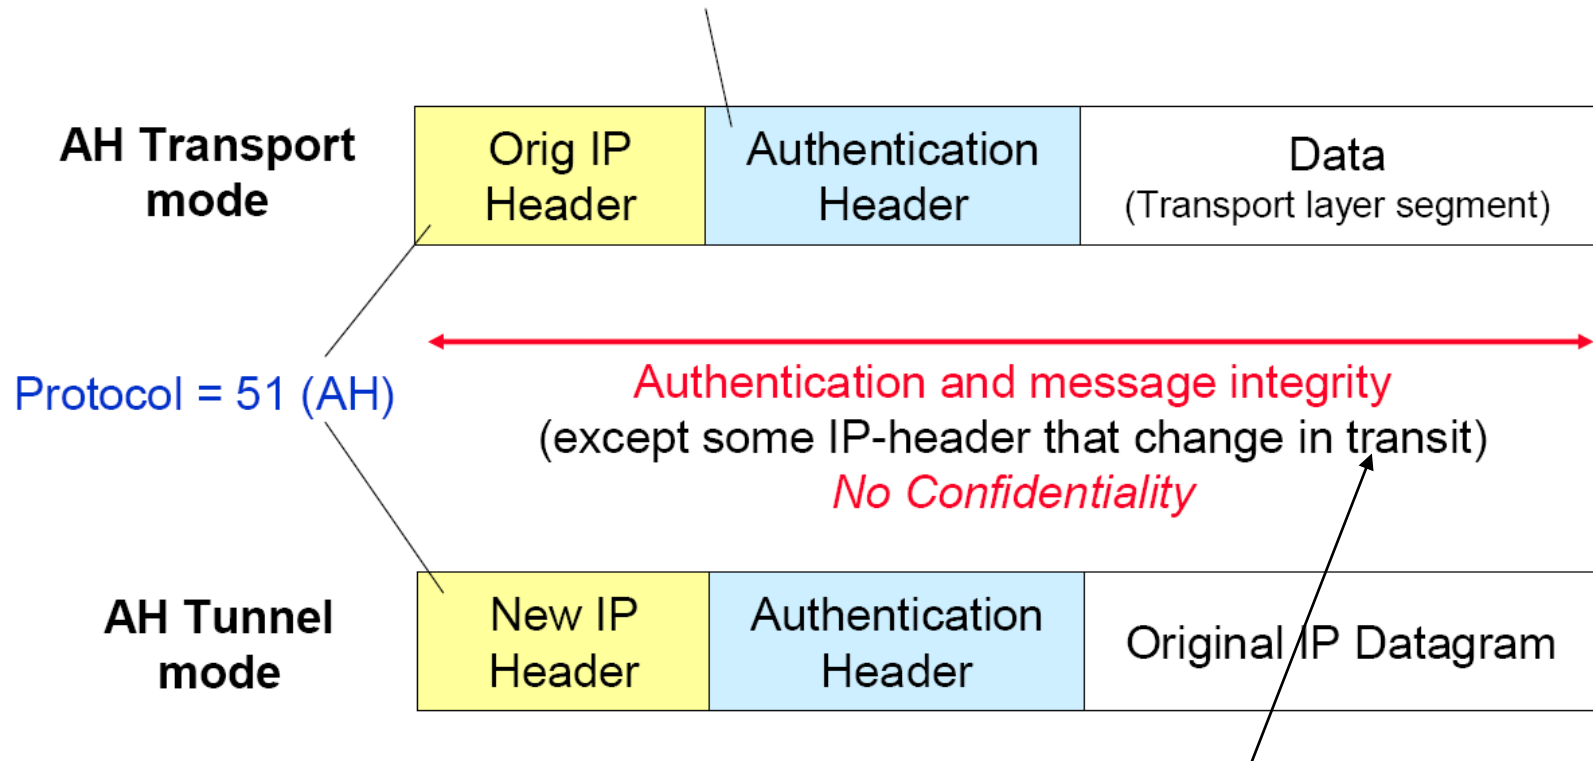 AH Transport
mode
Orig IP
Header
Authentication
Header
Data
(Transport layer segment)
Protocol = 51 (AH)
Authentication and message integrity
(except some IP-header that change in transit)
No Confidentiality
AH Tunnel
mode
New IP
Header
Authentication
Header
Original IP Datagram